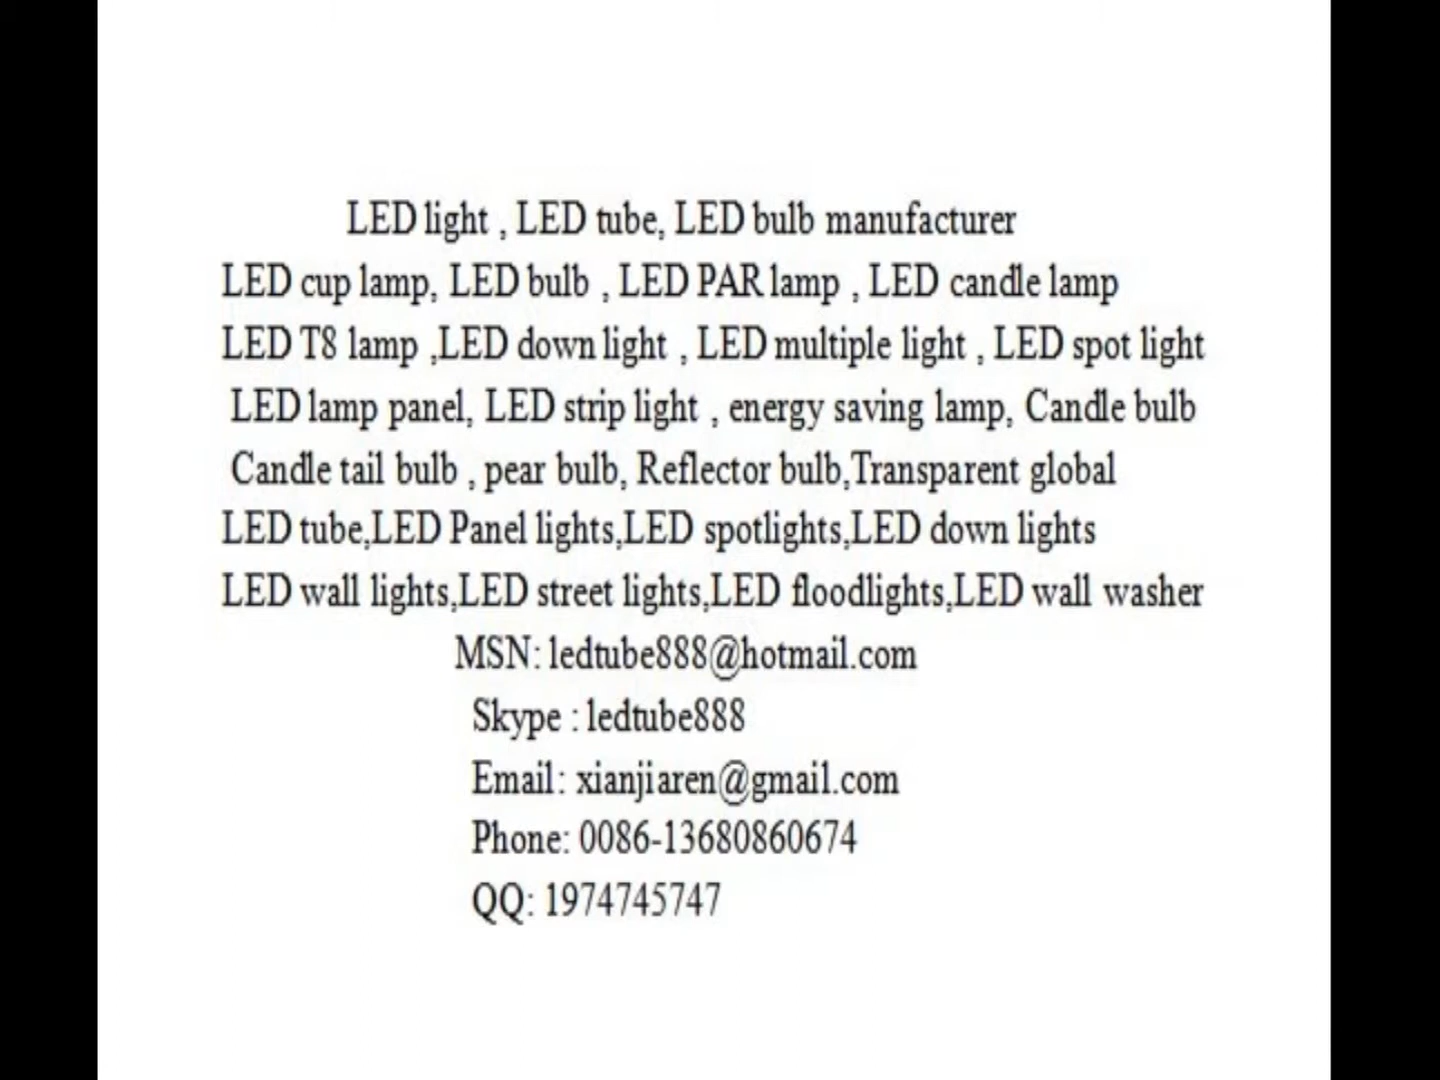 LED light , LED tube, LED bulb manufacturer
LED cup lamp, LED bulb , LED PAR lamp , LED candle lamp
LED T8 lamp ,LED down light , LED multiple light , LED spot light
LED lamp panel, LED strip light , energy saving lamp, Candle bulb
Candle tail bulb , pear bulb, Reflector bulb,Transparent global
LED tube,LED Panel lights,LED spotlights,LED down lights
LED wall lights,LED street lights,LED floodlights,LED wall washer
MSN: ledtube888@hotmail.com
Skype : ledtube888
Email: xianjiaren@gmail.com
Phone: 0086-13680860674
QQ: 1974745747